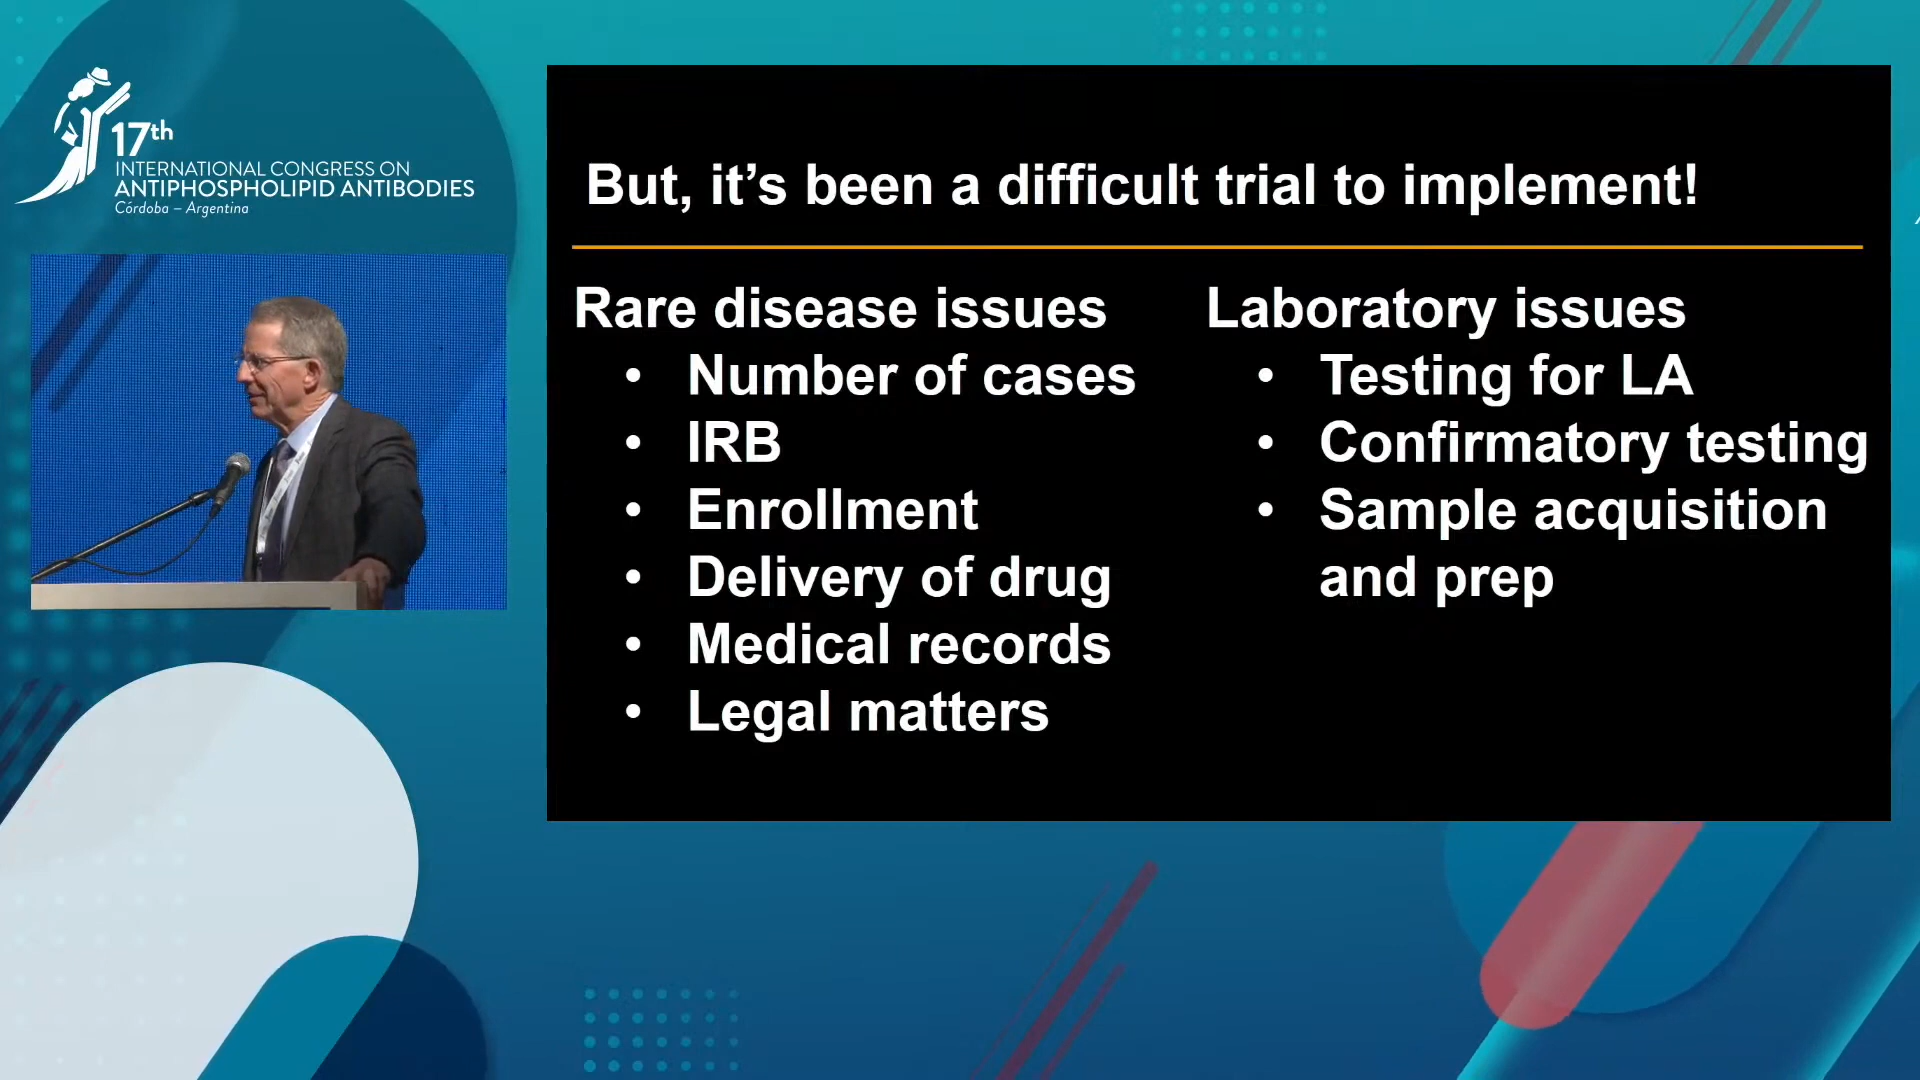 17th
INTERNATIONAL CONGRESS ON
ANTIPHOSPHOLIPID ANTIBODIES
Córdoba – Argentina
But, it’s been a difficult trial to implement!
Rare disease issues
• Number of cases
• IRB
• Enrollment
• Delivery of drug
• Medical records
• Legal matters
Laboratory issues
• Testing for LA
• Confirmatory testing
• Sample acquisition
and prep